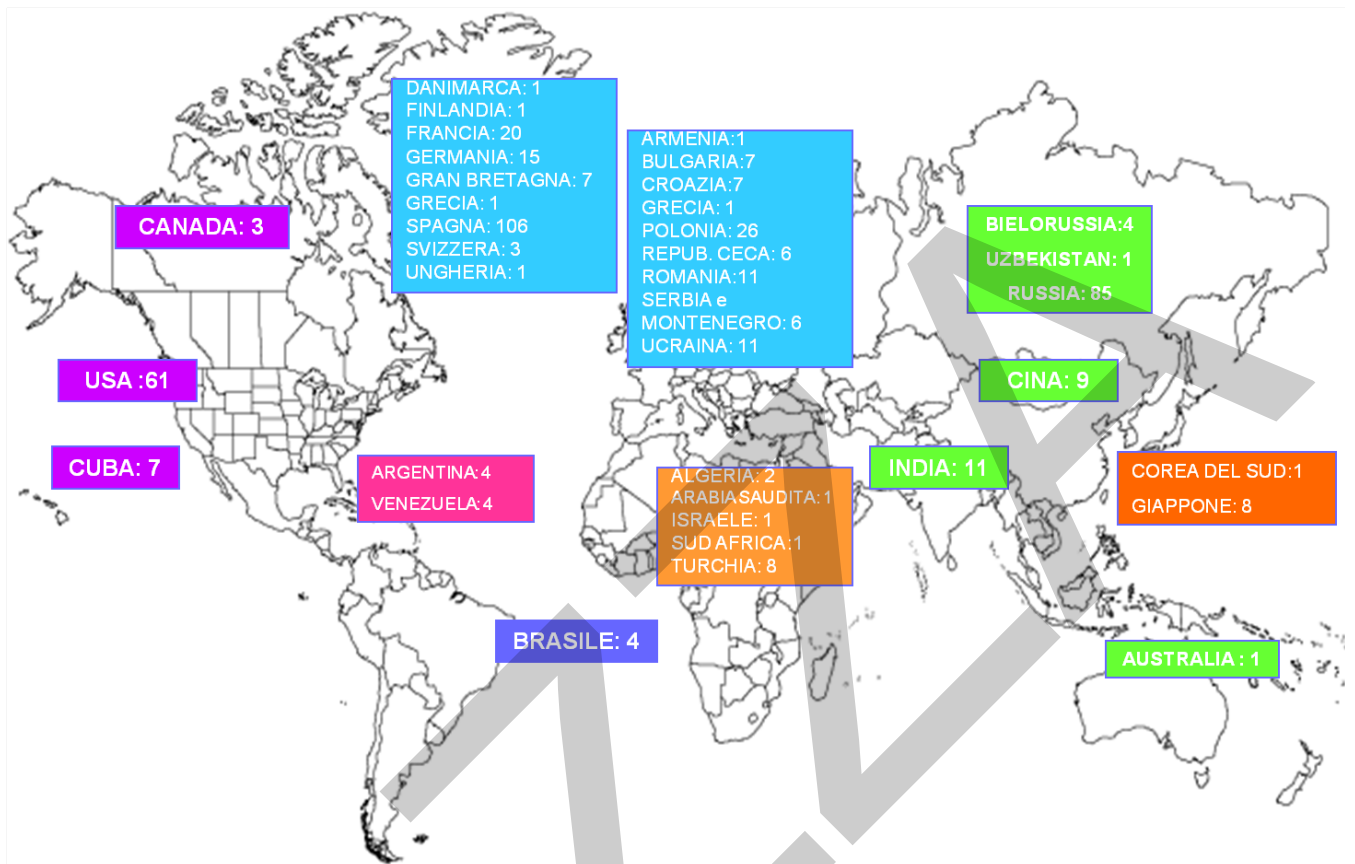 DANIMARCA: 1
FINLANDIA: 1
FRANCIA: 20
GERMANIA: 15
GRAN BRETAGNA: 7
GRECIA: 1
SPAGNA: 106
SVIZZERA: 3
UNGHERIA: 1
ARMENIA:1
BULGARIA:7
CROAZIA:7
GRECIA: 1
POLONIA: 26
REPUB. CECA: 6
ROMANIA:11
SERBIA e
MONTENEGRO: 6
UCRAINA: 11
CANADA: 3
BIELORUSSIA:4
UZBEKISTAN: 1
RUSSIA: 85
USA :61
CINA: 9
CUBA: 7
ARGENTINA:4
VENEZUELA:4
ALGERIA: 2
ARABIA SAUDITA: 1
ISRAELE: 1
SUD AFRICA:1
TURCHIA: 8
INDIA: 11
COREA DEL SUD:1
GIAPPONE: 8
BRASILE: 4
AUSTRALIA : 1